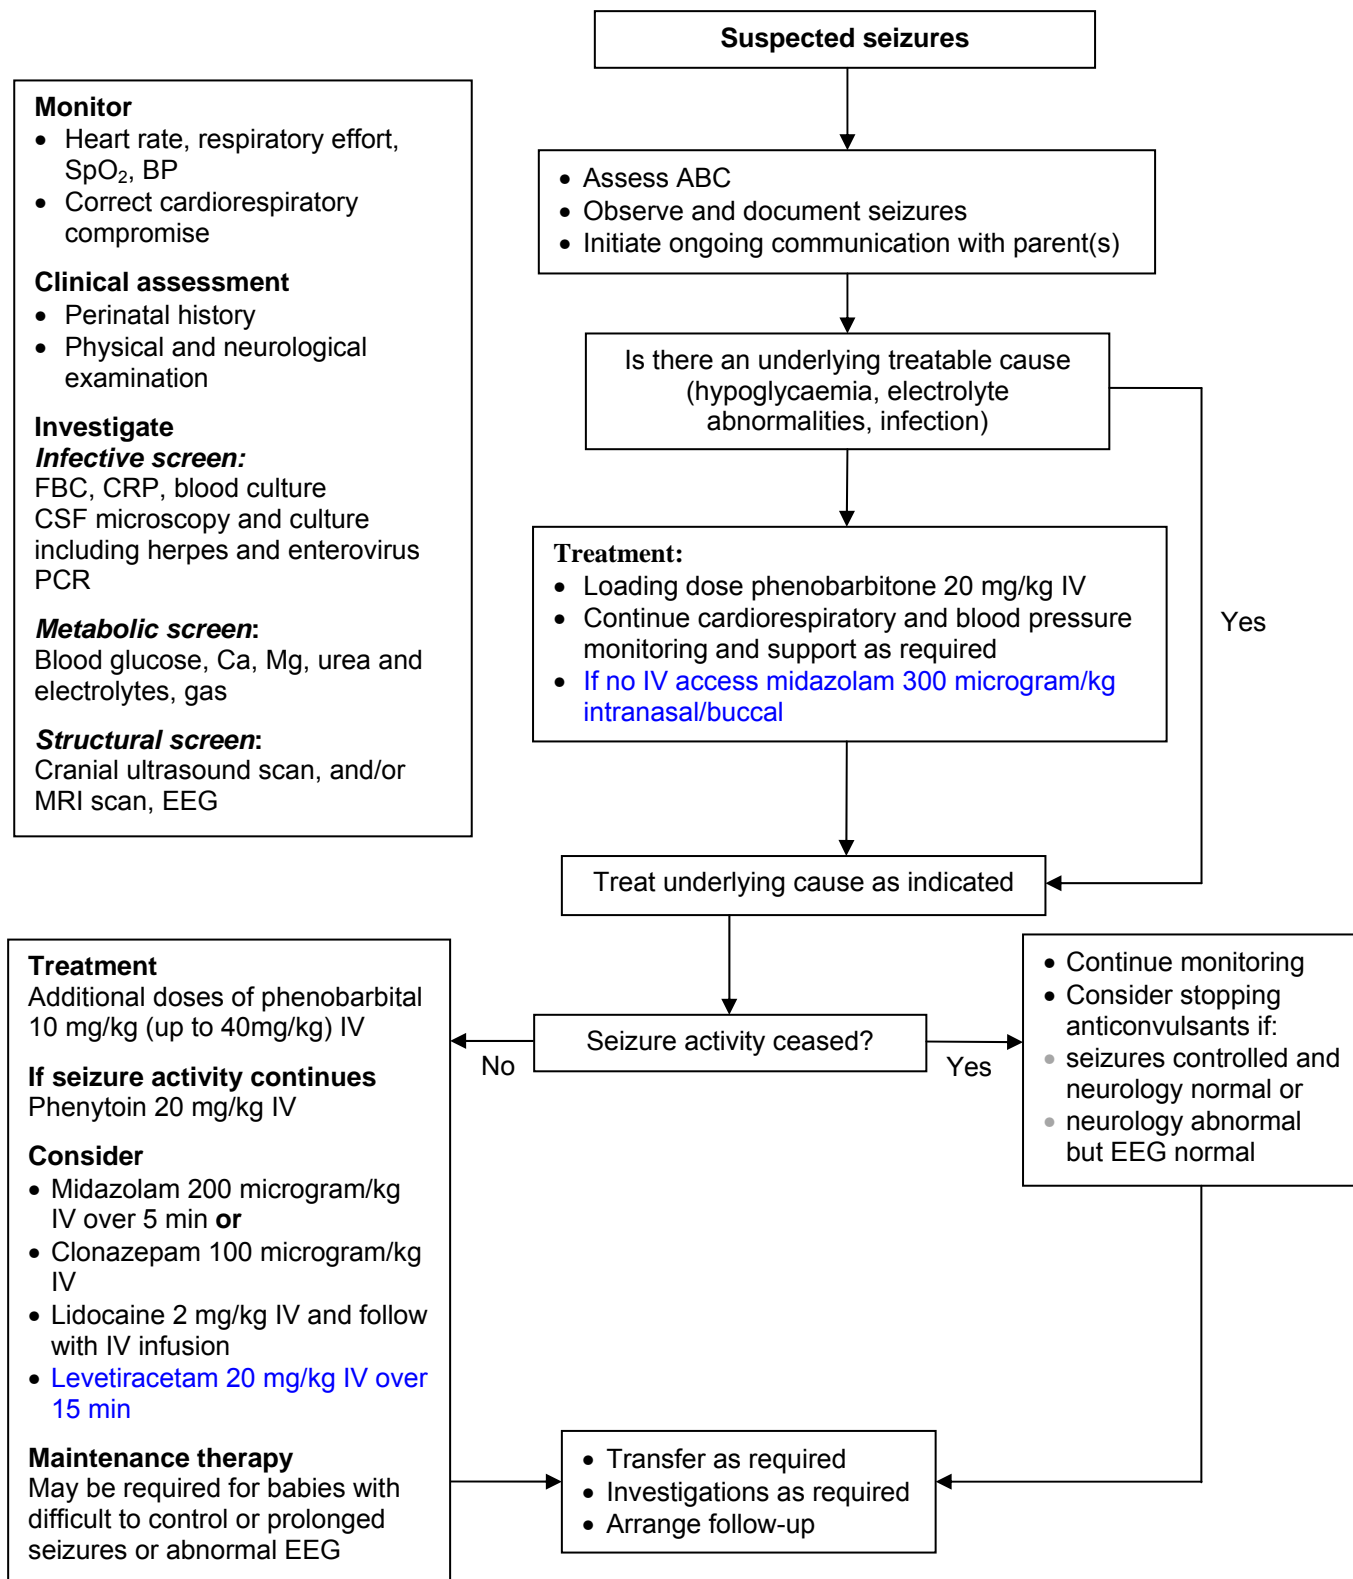 Suspected seizures
Monitor
• Heart rate, respiratory effort,
SpO₂, BP
• Correct cardiorespiratory
compromise
Clinical assessment
• Perinatal history
• Physical and neurological
examination
Investigate
Infective screen:
FBC, CRP, blood culture
CSF microscopy and culture
including herpes and enterovirus
PCR
Metabolic screen:
Blood glucose, Ca, Mg, urea and
electrolytes, gas
Structural screen:
Cranial ultrasound scan, and/or
MRI scan, EEG
• Assess ABC
• Observe and document seizures
• Initiate ongoing communication with parent(s)
Is there an underlying treatable cause
(hypoglycaemia, electrolyte
abnormalities, infection)
Treatment:
• Loading dose phenobarbitone 20 mg/kg IV
• Continue cardiorespiratory and blood pressure
monitoring and support as required
• If no IV access midazolam 300 microgram/kg
intranasal/buccal
Yes
Treat underlying cause as indicated
Seizure activity ceased?
No
Yes
Treatment
Additional doses of phenobarbital
10 mg/kg (up to 40mg/kg) IV
If seizure activity continues
Phenytoin 20 mg/kg IV
Consider
• Midazolam 200 microgram/kg
IV over 5 min or
• Clonazepam 100 microgram/kg
IV
• Lidocaine 2 mg/kg IV and follow
with IV infusion
• Levetiracetam 20 mg/kg IV over
15 min
Maintenance therapy
May be required for babies with
difficult to control or prolonged
seizures or abnormal EEG
• Continue monitoring
• Consider stopping
anticonvulsants if:
• seizures controlled and
neurology normal or
• neurology abnormal
but EEG normal
• Transfer as required
• Investigations as required
• Arrange follow-up